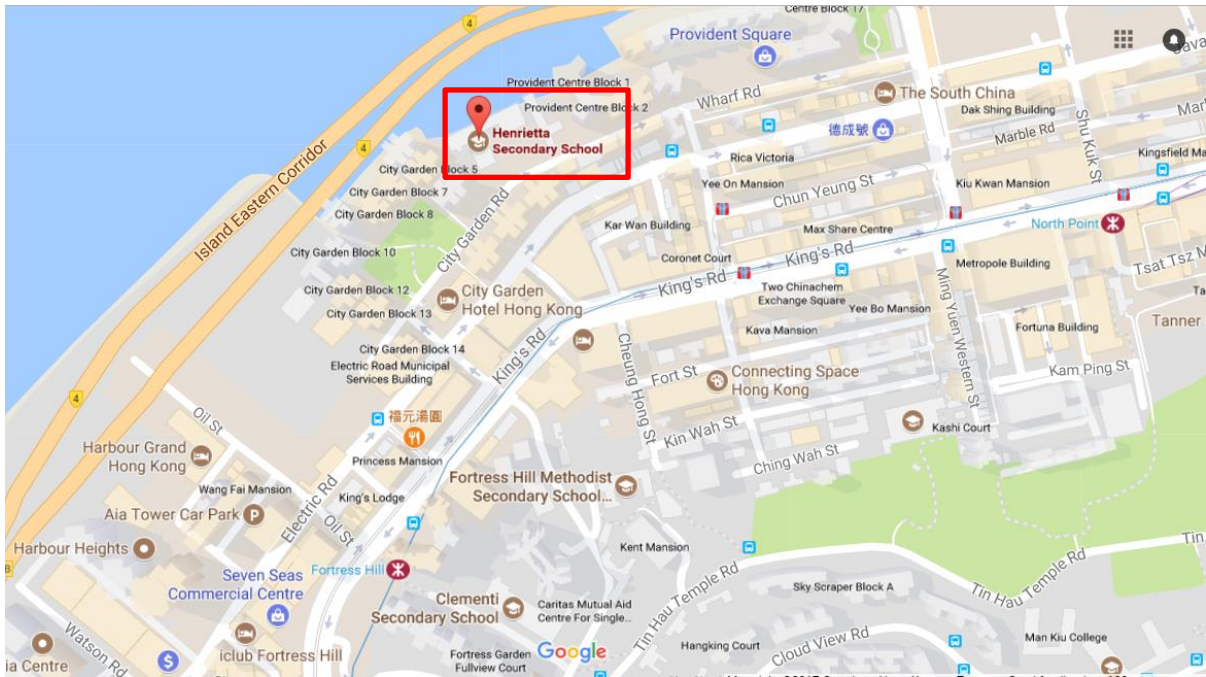 Centre Block 17
4
Provident Square
Java
Provident Centre Block 1
Provident Centre Block 2
Wharf Rd
The South China
Dak Shing Building
Marble Rd
Shu Kuk St
Mar
4
Henrietta
Secondary School
德成號
Kingsfield Ma
City Garden Block 5
Rica Victoria
Island Eastern Corridor
City Garden Block 7
Yee On Mansion
Chun Yeung St
Kiu Kwan Mansion
City Garden Block 8
City Garden Rd
Kar Wan Building
Max Share Centre
North Point
City Garden Block 10
Coronet Court
King's Rd
King's Rd
Metropole Building
Tsat Tsz M
City Garden Block 12
City Garden
Hotel Hong Kong
Two Chinachem
Exchange Square
Yee Bo Mansion
Ming Yuen Western St
Ta
City Garden Block 13
Kava Mansion
Fortuna Building
Tanner
City Garden Block 14
King's Rd
Cheung Hong St
Electric Road Municipal
Services Building
Fort St
Connecting Space
Hong Kong
Kam Ping St
4
Oil St
福元湯圓
Kin Wah St
Kashi Court
Harbour Grand
Hong Kong
Princess Mansion
Ching Wah St
Fortress Hill Methodist
Secondary School...
Wang Fai Mansion
King's Lodge
Aia Tower Car Park
P
Electric Rd
Oil St
Harbour Heights
Kent Mansion
Tin
8
Seven Seas
Commercial Centre
Fortress Hill
Tin Hau Temple Rd
Sky Scraper Block A
Tin Hau Temple Rd
Clementi
Secondary School
Caritas Mutual Aid
Centre For Single...
Watson Rd
Hangking Court
Cloud View Rd
Man Kiu College
ia Centre
$
iclub Fortress Hill
Fortress Garden
Fullview Court
Google